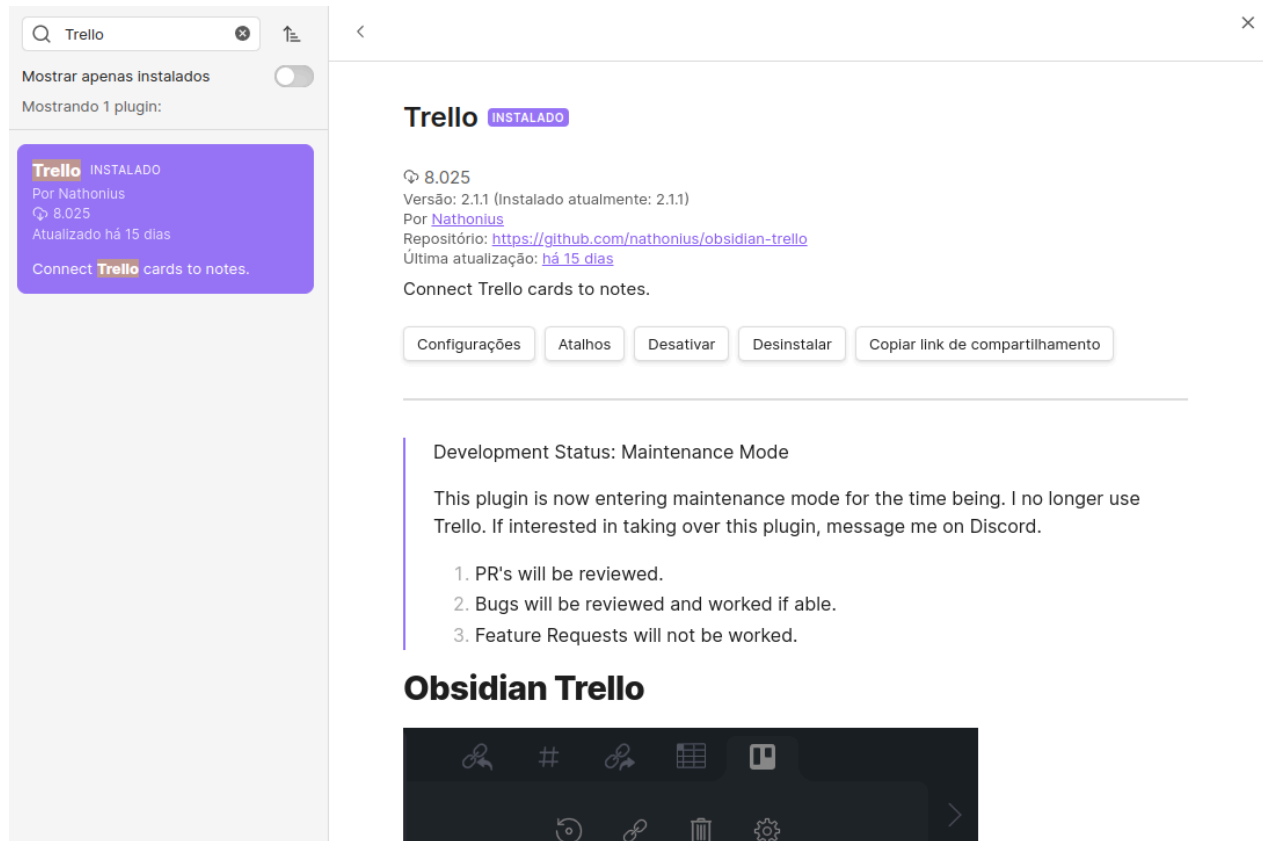 Trello
Mostrar apenas instalados
Mostrando 1 plugin:
Trello INSTALADO
Por Nathonius
8.025
Atualizado há 15 dias
Connect Trello cards to notes.
Trello INSTALADO
8.025
Versão: 2.1.1 (Instalado atualmente: 2.1.1)
Por Nathonius
Repositório: https://github.com/nathonius/obsidian-trello
Última atualização: há 15 dias
Connect Trello cards to notes.
Configurações Atalhos Desativar Desinstalar Copiar link de compartilhamento
Development Status: Maintenance Mode
This plugin is now entering maintenance mode for the time being. I no longer use
Trello. If interested in taking over this plugin, message me on Discord.
1. PR's will be reviewed.
2. Bugs will be reviewed and worked if able.
3. Feature Requests will not be worked.
Obsidian Trello